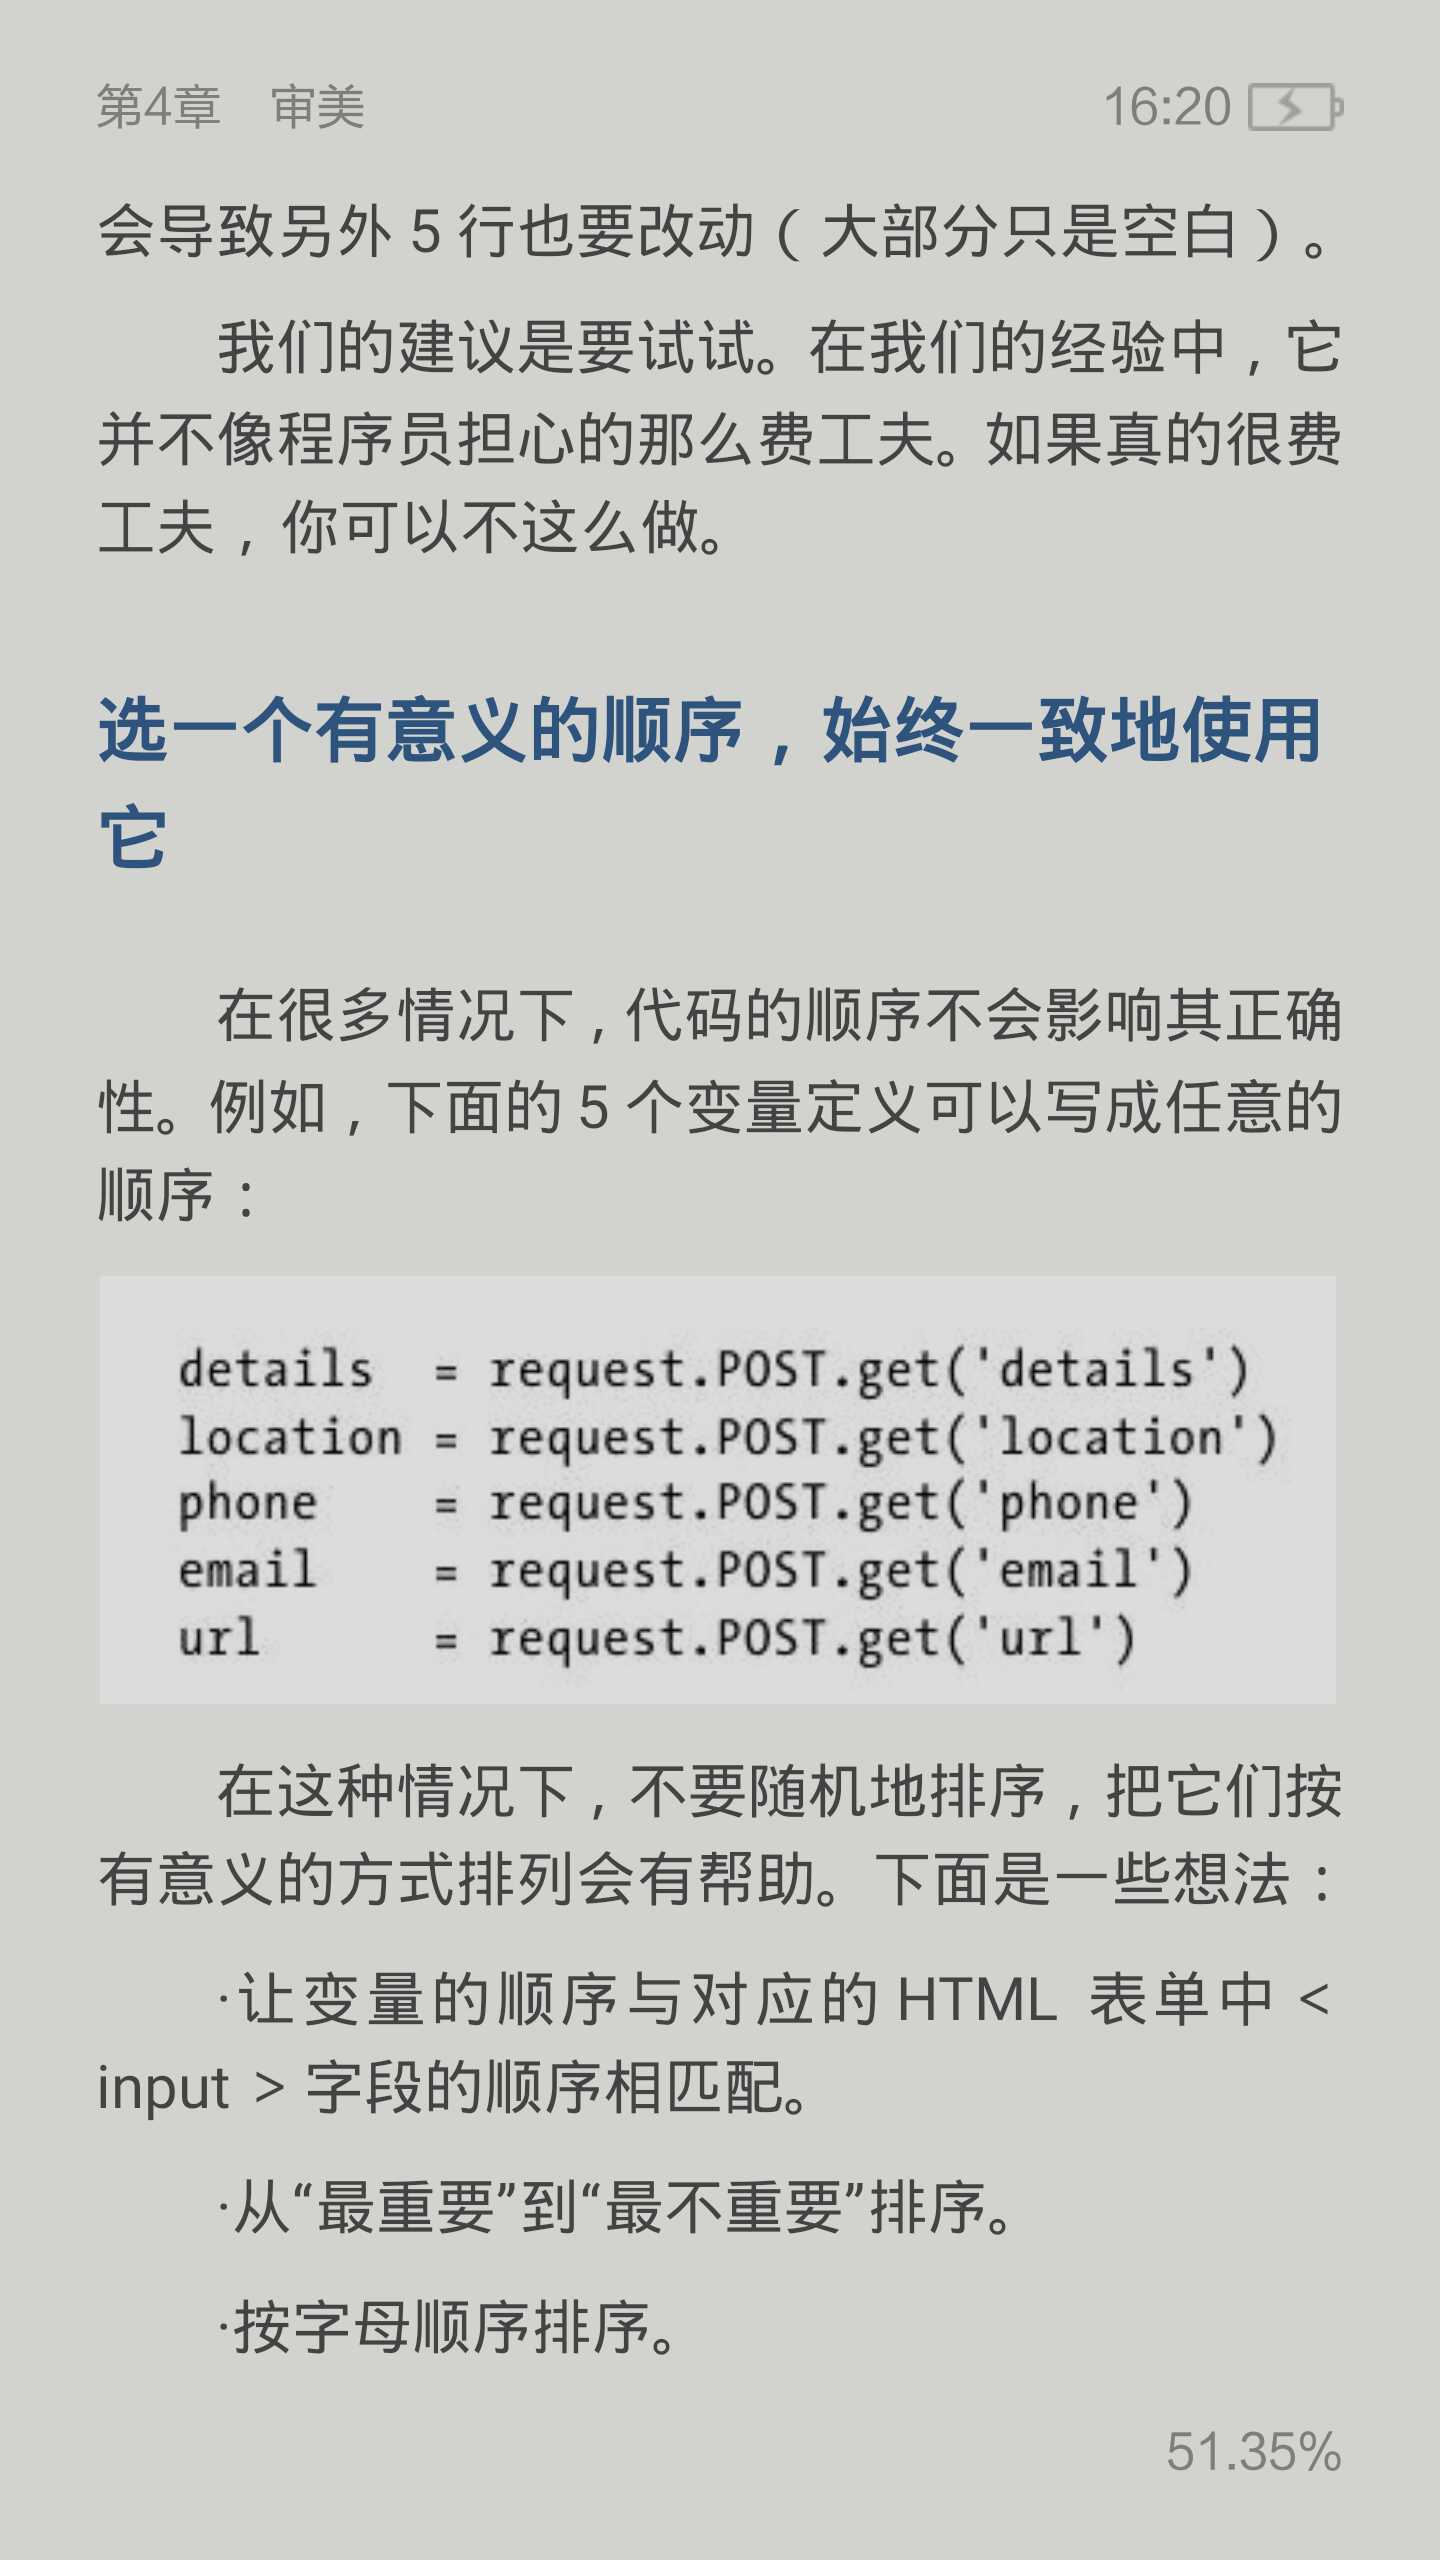 第4章　审美
16:20
会导致另外 5 行也要改动（大部分只是空白）。
我们的建议是要试试。在我们的经验中，它
并不像程序员担心的那么费工夫。如果真的很费
工夫，你可以不这么做。
选一个有意义的顺序，始终一致地使用
它
在很多情况下，代码的顺序不会影响其正确
性。例如，下面的 5 个变量定义可以写成任意的
顺序：
details  = request.POST.get('details')
location = request.POST.get('location')
phone    = request.POST.get('phone')
email    = request.POST.get('email')
url      = request.POST.get('url')
在这种情况下，不要随机地排序，把它们按
有意义的方式排列会有帮助。下面是一些想法：
·让变量的顺序与对应的 HTML 表单中 <
input > 字段的顺序相匹配。
·从“最重要”到“最不重要”排序。
·按字母顺序排序。
51.35%